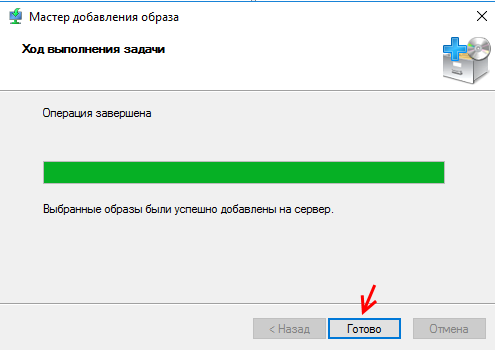 Мастер добавления образа
Ход выполнения задачи
Операция завершена
Выбранные образы были успешно добавлены на сервер.
< Назад
Готово
Отмена